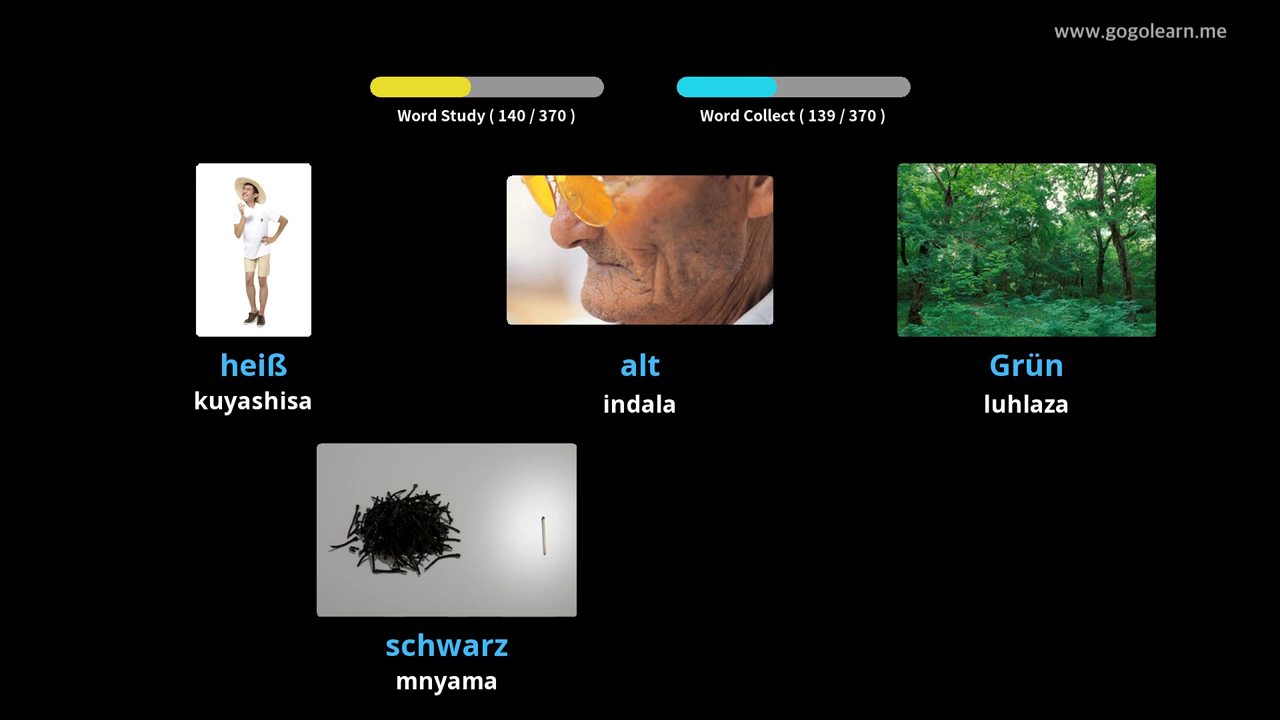 www.gogolearn.me
Word Study ( 140 / 370 )
Word Collect ( 139 / 370 )
heiß
kuyashisa
alt
indala
Grün
luhlaza
schwarz
mnyama